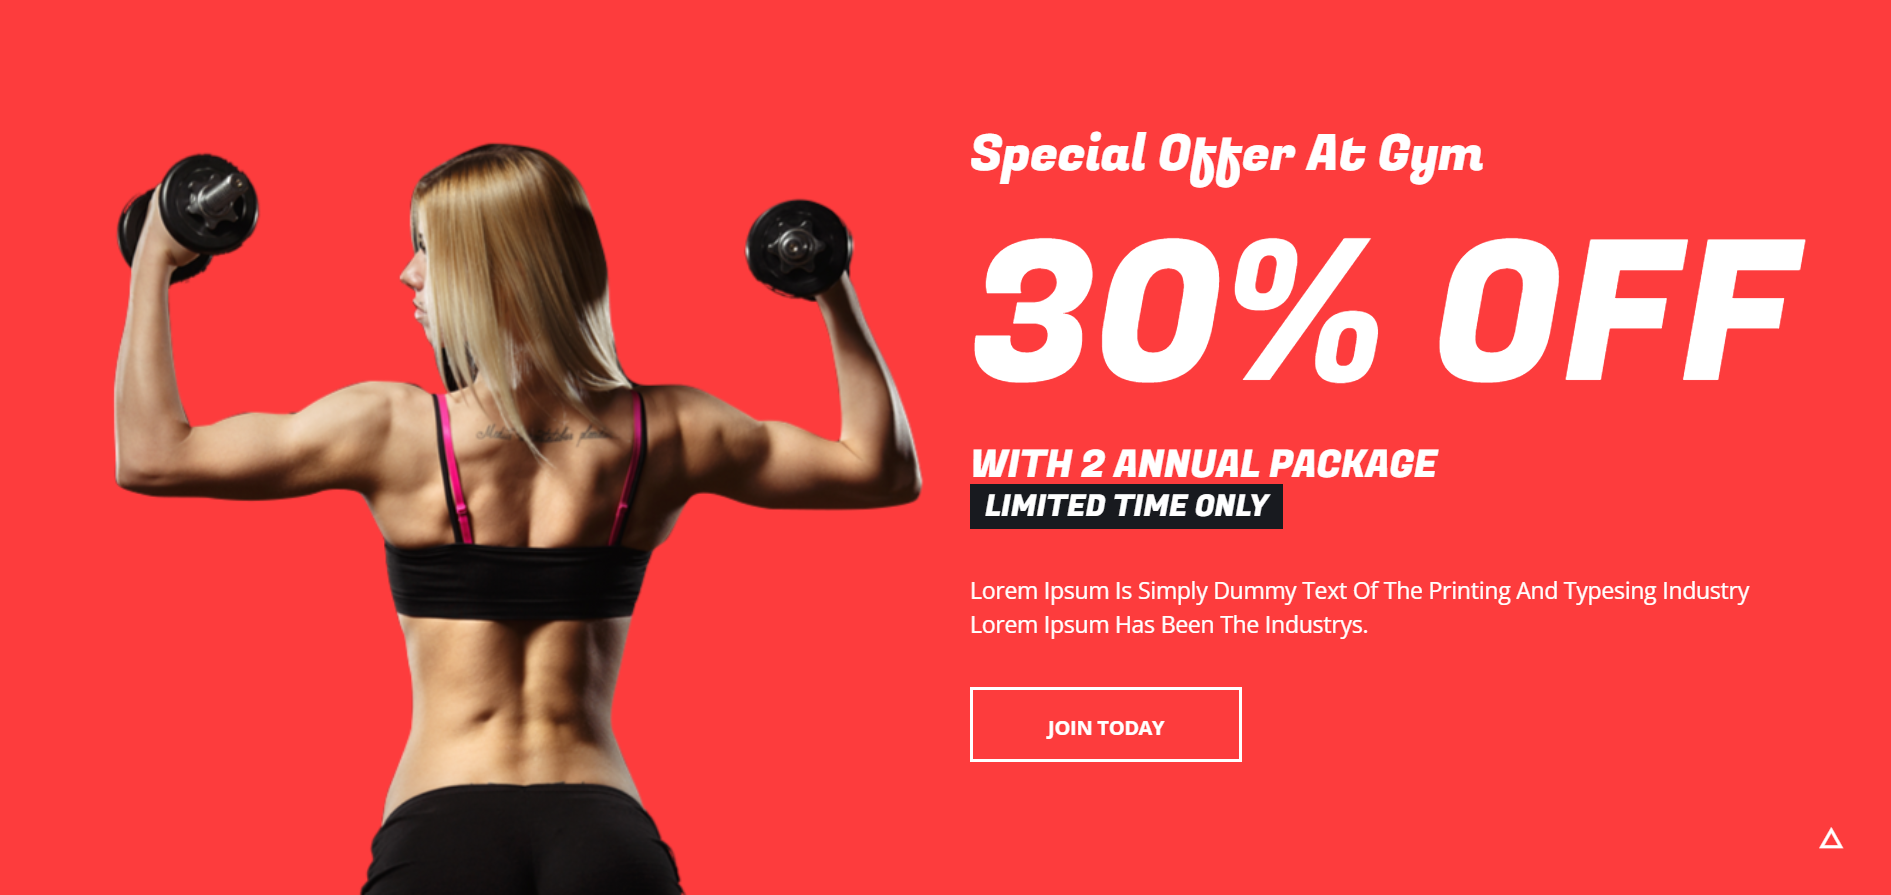 Special Offer At Gym
30% OFF
WITH 2 ANNUAL PACKAGE
LIMITED TIME ONLY
Lorem Ipsum Is Simply Dummy Text Of The Printing And Typesing Industry
Lorem Ipsum Has Been The Industrys.
JOIN TODAY